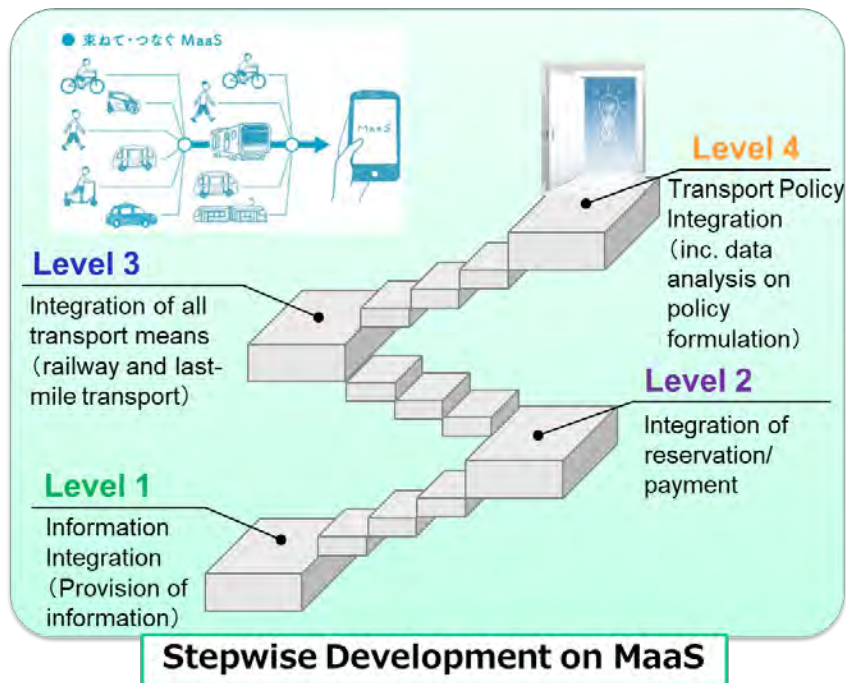 ● 束ねて・つなぐ MaaS
MaaS
Level 4
Transport Policy
Integration
（inc. data
analysis on
policy
formulation）
Level 3
Integration of all
transport means
（railway and last-
mile transport）
Level 2
Integration of
reservation/
payment
Level 1
Information
Integration
（Provision of
information）
Stepwise Development on MaaS